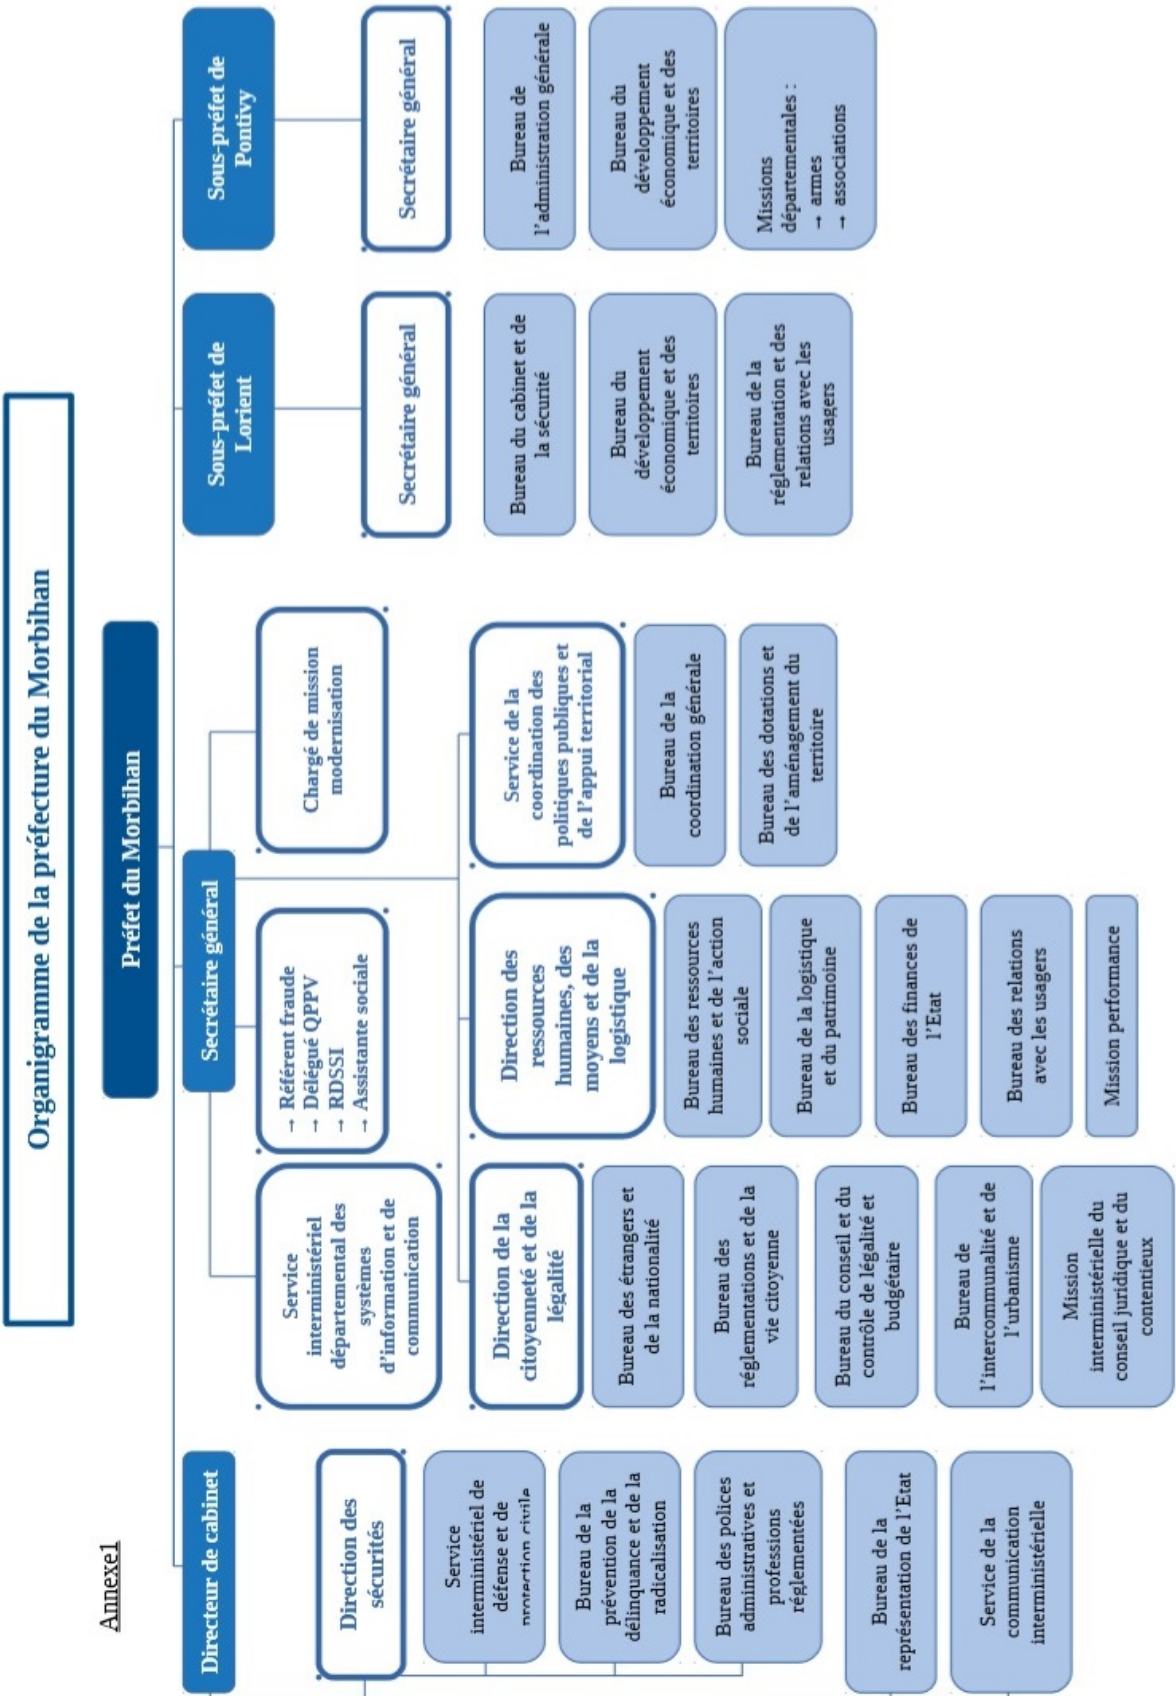 Annexe1
Organigramme de la préfecture du Morbihan
Préfet du Morbihan
Directeur de cabinet
Direction des
sécurités
Service
interministériel de
défense et de
protection civile
Bureau de la
prévention de la
délinquance et de la
radicalisation
Bureau des polices
administratives et
professions
réglementées
Bureau de la
représentation de l'Etat
Service de la
communication
interministérielle
Secrétaire général
Service
interministériel
départemental des
systèmes
d'information et de
communication
→ Référent fraude
→ Délégué QPPV
→ RDSSI
→ Assistante sociale
Chargé de mission
modernisation
Direction de la
citoyenneté et de la
légalité
Bureau des étrangers et
de la nationalité
Bureau des
réglementations et de la
vie citoyenne
Bureau du conseil et du
contrôle de légalité et
budgétaire
Bureau de
l'intercommunalité et de
l'urbanisme
Mission
interministérielle du
conseil juridique et du
contentieux
Direction des
ressources
humaines, des
moyens et de la
logistique
Bureau des ressources
humaines et de l'action
sociale
Bureau de la logistique
et du patrimoine
Bureau des finances de
l'Etat
Bureau des relations
avec les usagers
Mission performance
Service de la
coordination des
politiques publiques et
de l'appui territorial
Bureau de la
coordination générale
Bureau des dotations et
de l'aménagement du
territoire
Sous-préfet de
Lorient
Secrétaire général
Bureau du cabinet et de
la sécurité
Bureau du
développement
économique et des
territoires
Bureau de la
réglementation et des
relations avec les
usagers
Sous-préfet de
Pontivy
Secrétaire général
Bureau de
l'administration générale
Bureau du
développement
économique et des
territoires
Missions
départementales :
→ armes
→ associations